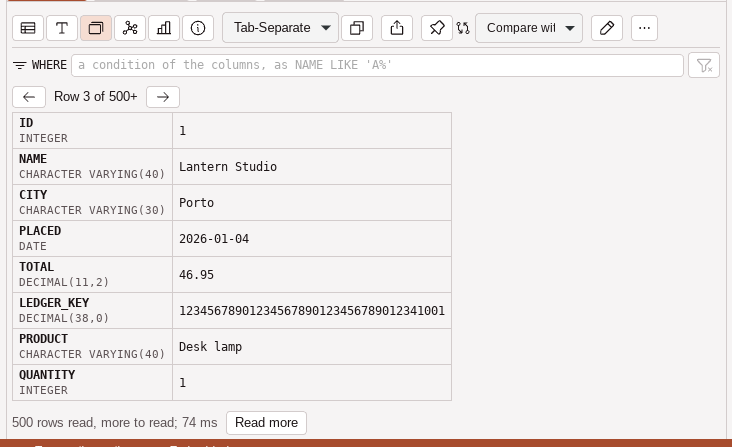 T
Tab-Separate
Compare wit
WHERE a condition of the columns, as NAME LIKE 'A%'
Row 3 of 500+
ID
INTEGER
1
NAME
CHARACTER VARYING(40)
Lantern Studio
CITY
CHARACTER VARYING(30)
Porto
PLACED
DATE
2026-01-04
TOTAL
DECIMAL(11,2)
46.95
LEDGER_KEY
DECIMAL(38,0)
12345678901234567890123456789012341001
PRODUCT
CHARACTER VARYING(40)
Desk lamp
QUANTITY
INTEGER
1
500 rows read, more to read; 74 ms
Read more